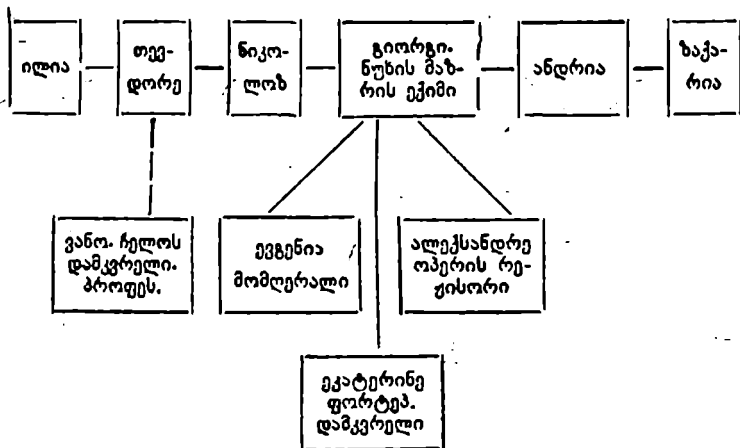 ილია
თევ-
დორე
ნიკო-
ლოზ
გიორგი.
ნუხის მაზ-
რის ექიმი
ანდრია
ზაქა-
რია
ვანო. ჩელოს
დამკვრელი.
პროფეს.
ევგენია
მომღერალი
ალექსანდრე
ოპერის რე-
ჟისორი
ეკატერინე
ფორტეპ.
დამკვრელი